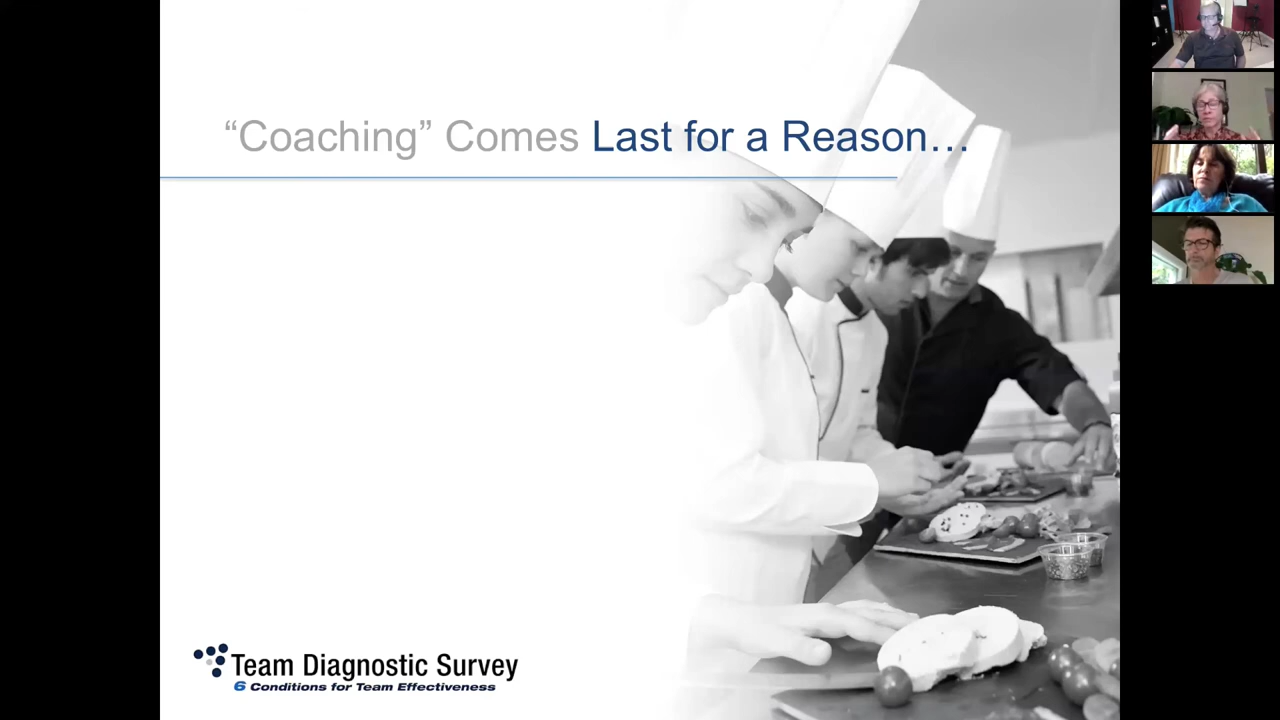 “Coaching” Comes Last for a Reason…
Team Diagnostic Survey
6 Conditions for Team Effectiveness